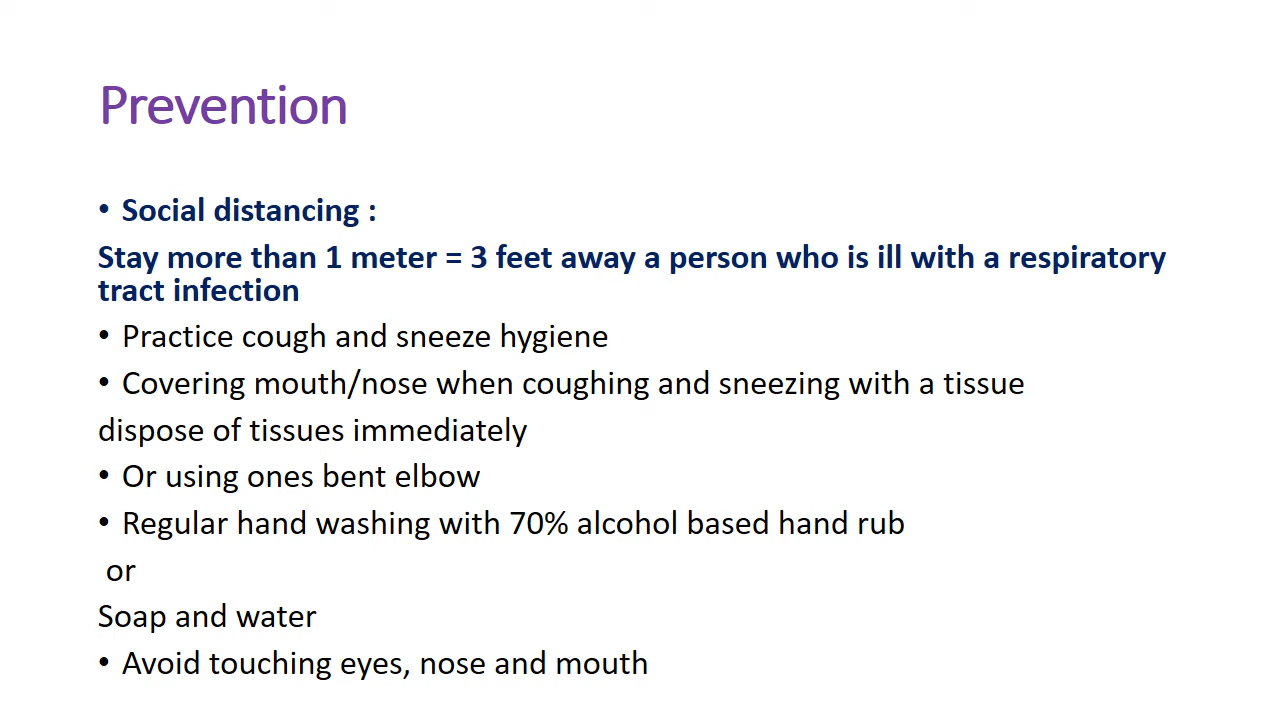 Prevention
• Social distancing :
Stay more than 1 meter = 3 feet away a person who is ill with a respiratory
tract infection
• Practice cough and sneeze hygiene
• Covering mouth/nose when coughing and sneezing with a tissue
dispose of tissues immediately
• Or using ones bent elbow
• Regular hand washing with 70% alcohol based hand rub
or
Soap and water
• Avoid touching eyes, nose and mouth